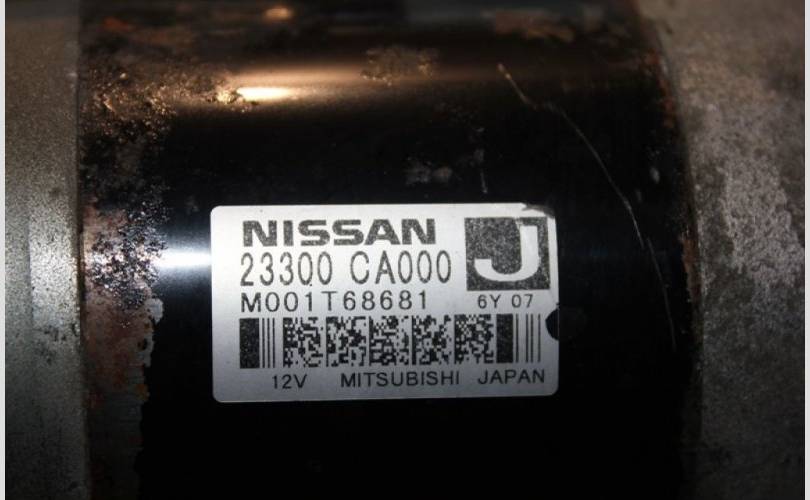 NISSAN
J
23300 CA000
M001T68681
6Y 07
12V MITSUBISHI JAPAN